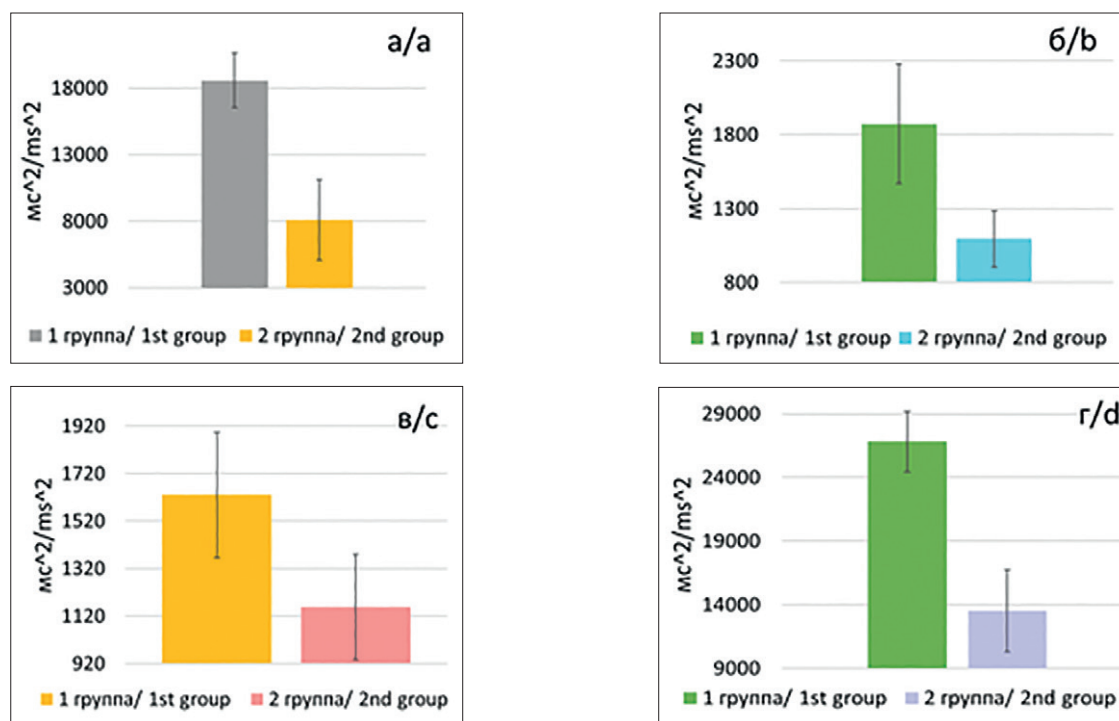 а/a
18000
13000
8000
3000
мс^2/ms^2
1 группа/ 1st group 2 группа/ 2nd group
б/b
2300
1800
1300
800
мс^2/ms^2
1 группа/ 1st group 2 группа/ 2nd group
в/c
1920
1720
1520
1320
1120
920
мс^2/ms^2
1 группа/ 1st group 2 группа/ 2nd group
г/d
29000
24000
19000
14000
9000
мс^2/ms^2
1 группа/ 1st group 2 группа/ 2nd group